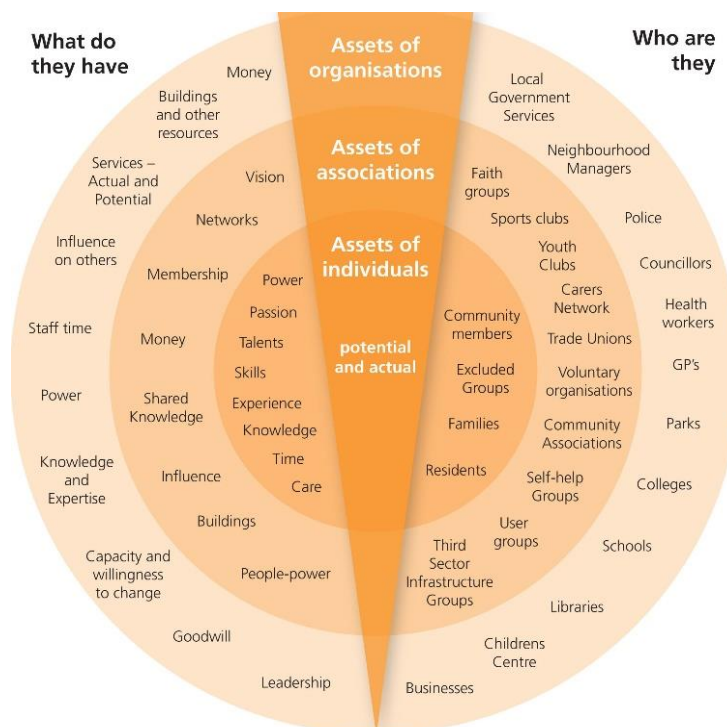 What do
they have
Assets of
organisations
Assets of
associations
Assets of
individuals
potential
and actual
Who are
they
Money
Buildings
and other
resources
Services –
Actual and
Potential
Influence
on others
Staff time
Power
Knowledge
and
Expertise
Capacity and
willingness
to change
Goodwill
Leadership
Vision
Networks
Membership
Money
Shared
Knowledge
Influence
Buildings
People-power
Power
Passion
Talents
Skills
Experience
Knowledge
Time
Care
Community
members
Excluded
Groups
Families
Residents
Faith
groups
Sports clubs
Youth
Clubs
Carers
Network
Trade Unions
Voluntary
organisations
Community
Associations
Self-help
Groups
User
groups
Third
Sector
Infrastructure
Groups
Local
Government
Services
Neighbourhood
Managers
Police
Councillors
Health
workers
GP's
Parks
Colleges
Schools
Libraries
Childrens
Centre
Businesses